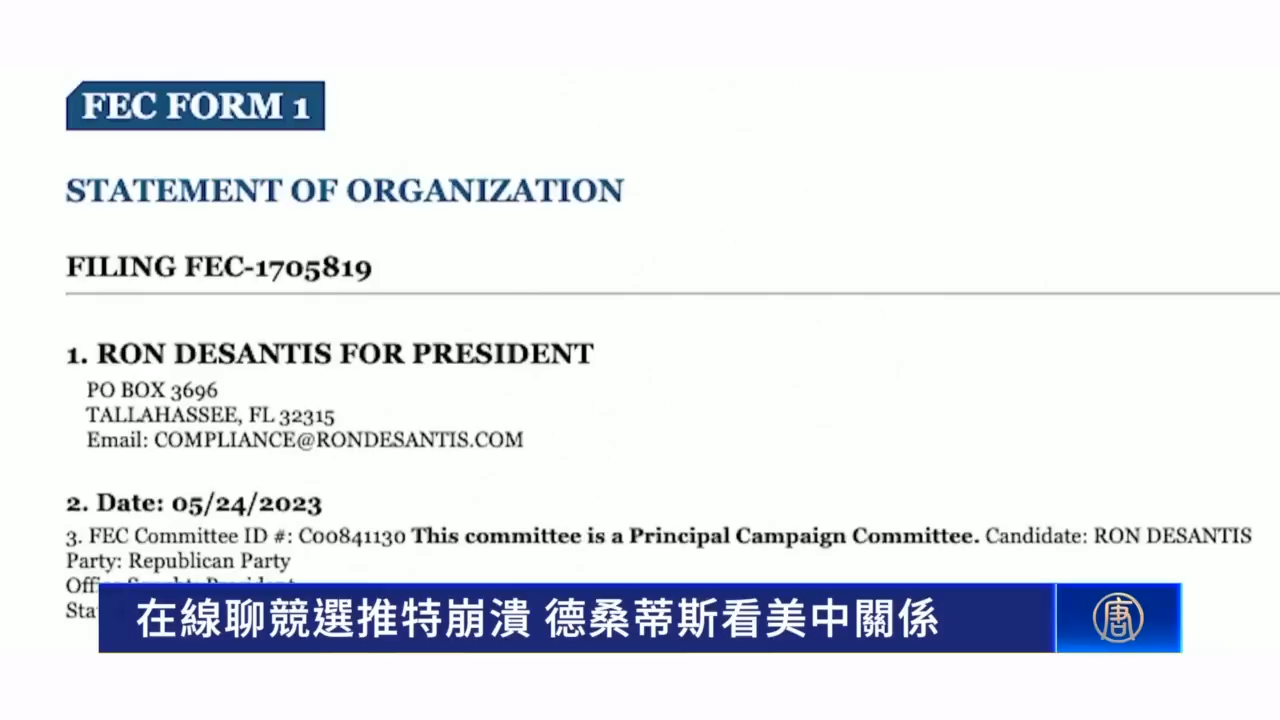 FEC FORM 1
STATEMENT OF ORGANIZATION
FILING FEC-1705819
1. RON DESANTIS FOR PRESIDENT
PO BOX 3696
TALLAHASSEE, FL 32315
Email: COMPLIANCE@RONDESANTIS.COM
2. Date: 05/24/2023
3. FEC Committee ID #: C00841130 This committee is a Principal Campaign Committee. Candidate: RON DESANTIS
Party: Republican Party
在線聊競選推特崩潰 德桑蒂斯看美中關係
唐